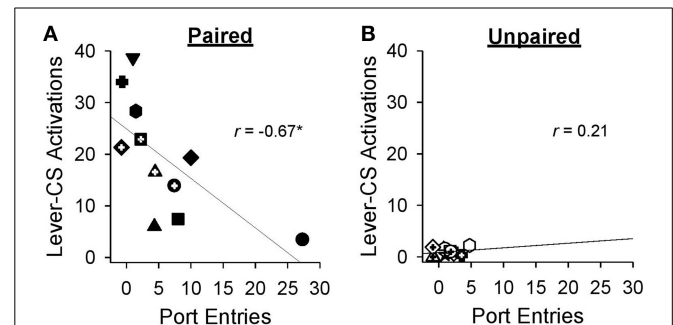 A Paired
B Unpaired
Lever-CS Activations
40
30
20
10
0
r = -0.67*
0 5 10 15 20 25 30
Port Entries
Lever-CS Activations
40
30
20
10
0
r = 0.21
0 5 10 15 20 25 30
Port Entries